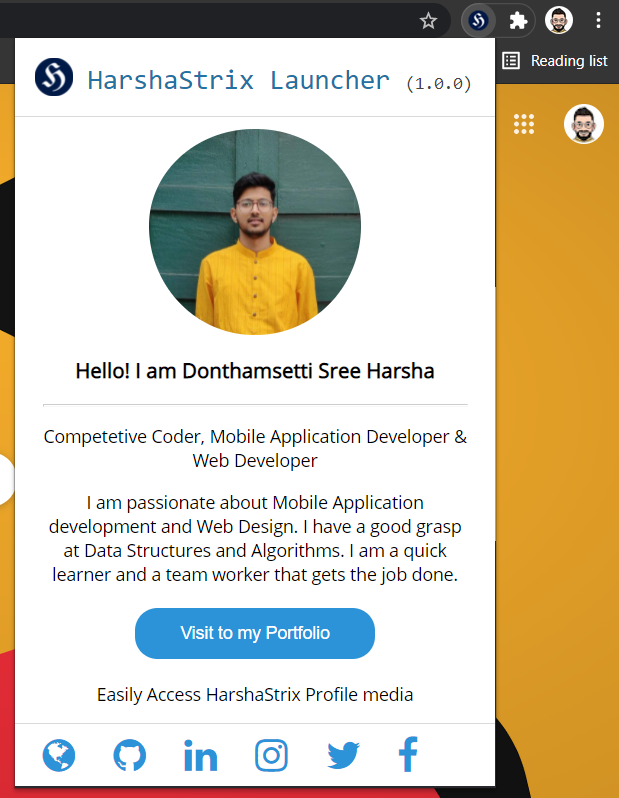 Reading list
HarshaStrix Launcher (1.0.0)
Hello! I am Donthamsetti Sree Harsha
Competetive Coder, Mobile Application Developer &
Web Developer
I am passionate about Mobile Application
development and Web Design. I have a good grasp
at Data Structures and Algorithms. I am a quick
learner and a team worker that gets the job done.
Visit to my Portfolio
Easily Access HarshaStrix Profile media